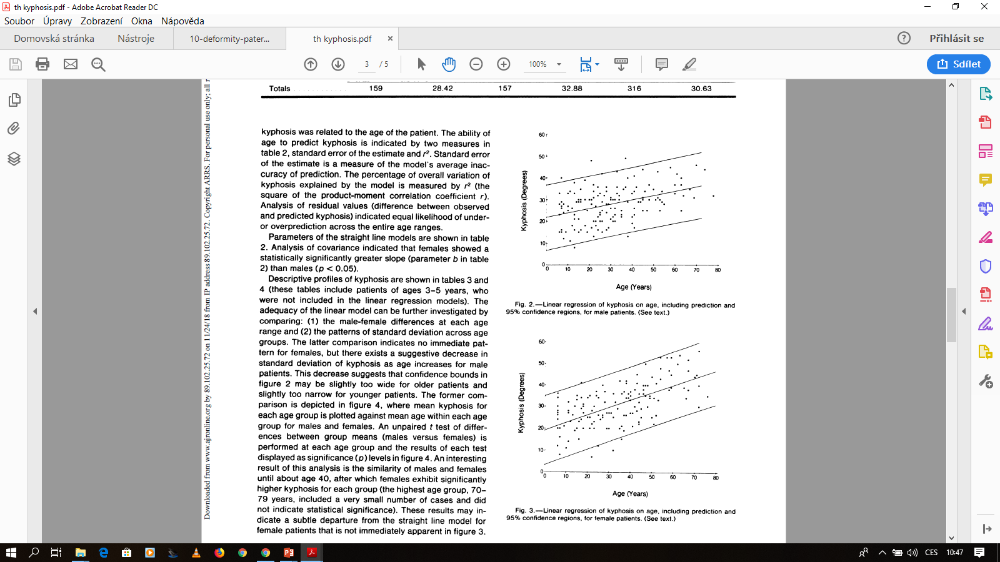 th kyphosis.pdf - Adobe Acrobat Reader DC
Soubor Úpravy Zobrazení Okna Nápověda
Domovská stránka Nástroje 10-deformity-pater... th kyphosis.pdf × Přihlásit se
3 / 5 100% Sdílet
Totals 159 28.42 157 32.88 316 30.63
Downloaded from www.ajronline.org by 89.102.25.72 on 11/24/18 from IP address 89.102.25.72. Copyright ARRS. For personal use only; all r
kyphosis was related to the age of the patient. The ability of
age to predict kyphosis is indicated by two measures in
table 2, standard error of the estimate and r². Standard error
of the estimate is a measure of the model's average inac-
curacy of prediction. The percentage of overall variation of
kyphosis explained by the model is measured by r² (the
square of the product-moment correlation coefficient r).
Analysis of residual values (difference between observed
and predicted kyphosis) indicated equal likelihood of under-
or overprediction across the entire age ranges.
Parameters of the straight line models are shown in table
2. Analysis of covariance indicated that females showed a
statistically significantly greater slope (parameter b in table
2) than males (p < 0.05).
Descriptive profiles of kyphosis are shown in tables 3 and
4 (these tables include patients of ages 3–5 years, who
were not included in the linear regression models). The
adequacy of the linear model can be further investigated by
comparing: (1) the male-female differences at each age
range and (2) the patterns of standard deviation across age
groups. The latter comparison indicates no immediate pat-
tern for females, but there exists a suggestive decrease in
standard deviation of kyphosis as age increases for male
patients. This decrease suggests that confidence bounds in
figure 2 may be slightly too wide for older patients and
slightly too narrow for younger patients. The former com-
parison is depicted in figure 4, where mean kyphosis for
each age group is plotted against mean age within each age
group for males and females. An unpaired t test of differ-
ences between group means (males versus females) is
performed at each age group and the results of each test
displayed as significance (p) levels in figure 4. An interesting
result of this analysis is the similarity of males and females
until about age 40, after which females exhibit significantly
higher kyphosis for each group (the highest age group, 70–
79 years, included a very small number of cases and did
not indicate statistical significance). These results may in-
dicate a subtle departure from the straight line model for
female patients that is not immediately apparent in figure 3.
60
50
40
30
20
10
0
Kyphosis (Degrees)
0 10 20 30 40 50 60 70 80
Age (Years)
Fig. 2.—Linear regression of kyphosis on age, including prediction and
95% confidence regions, for male patients. (See text.)
60
50
40
30
20
10
0
Kyphosis (Degrees)
0 10 20 30 40 50 60 70 80
Age (Years)
Fig. 3.—Linear regression of kyphosis on age, including prediction and
95% confidence regions, for female patients. (See text.)
CES 10:47